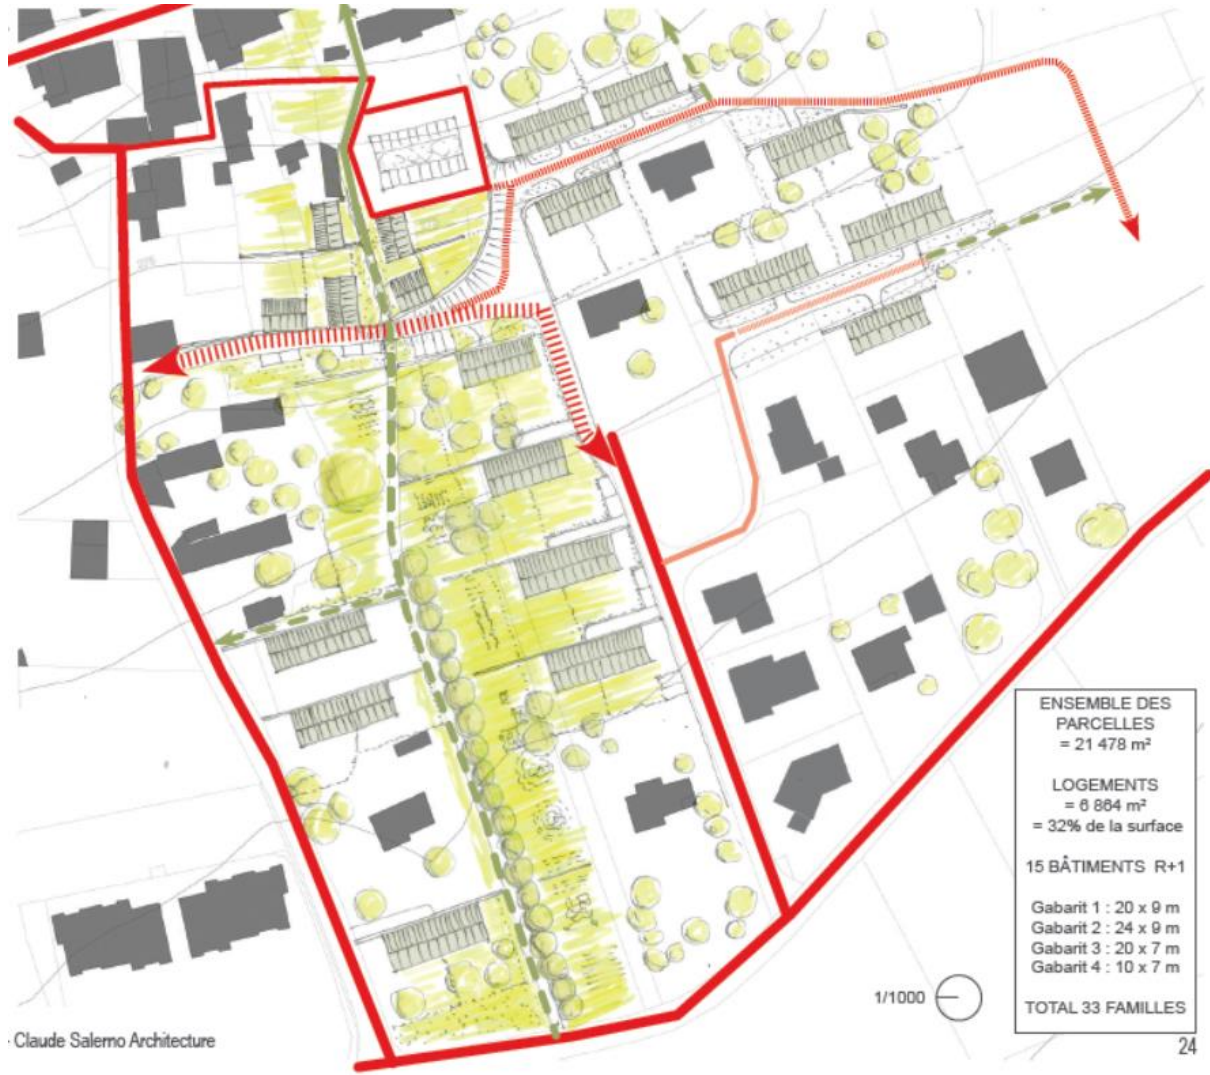 ENSEMBLE DES
PARCELLES
= 21 478 m²
LOGEMENTS
= 6 864 m²
= 32% de la surface
15 BÂTIMENTS R+1
Gabarit 1 : 20 x 9 m
Gabarit 2 : 24 x 9 m
Gabarit 3 : 20 x 7 m
Gabarit 4 : 10 x 7 m
TOTAL 33 FAMILLES
1/1000
- Claude Salerno Architecture
24